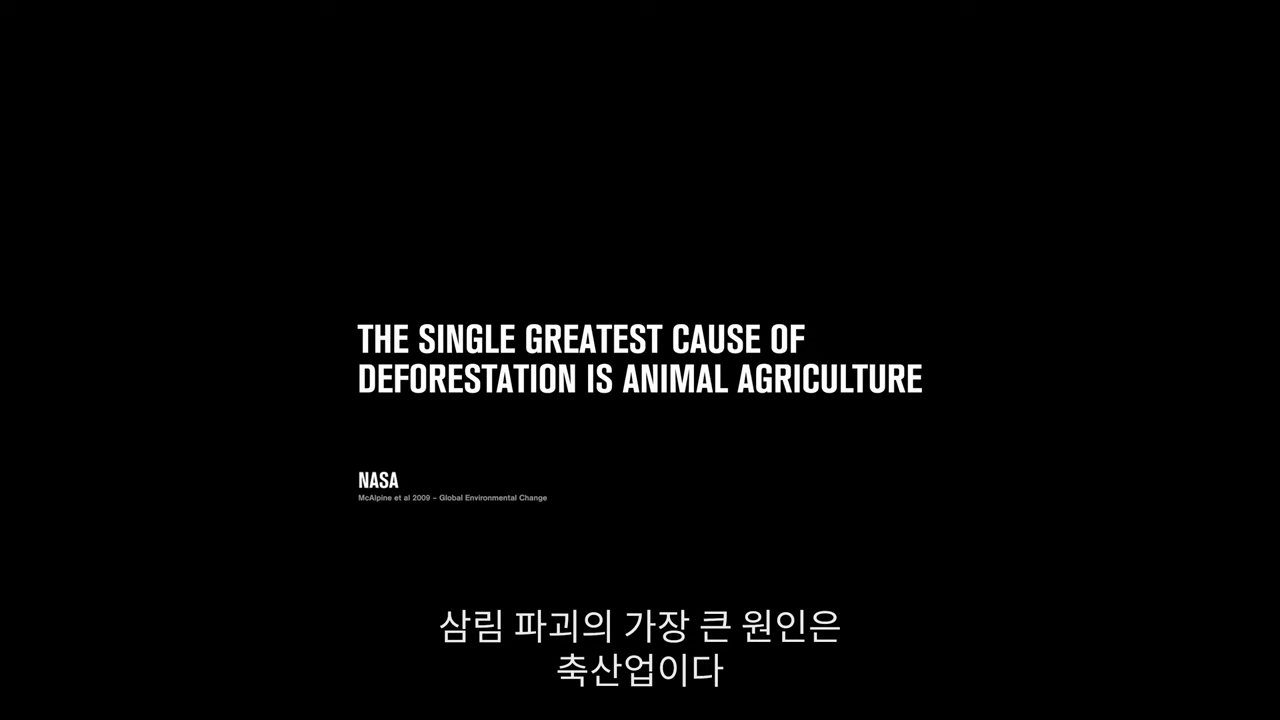 THE SINGLE GREATEST CAUSE OF
DEFORESTATION IS ANIMAL AGRICULTURE
NASA
McAlpine et al 2009 – Global Environmental Change
삼림 파괴의 가장 큰 원인은
축산업이다